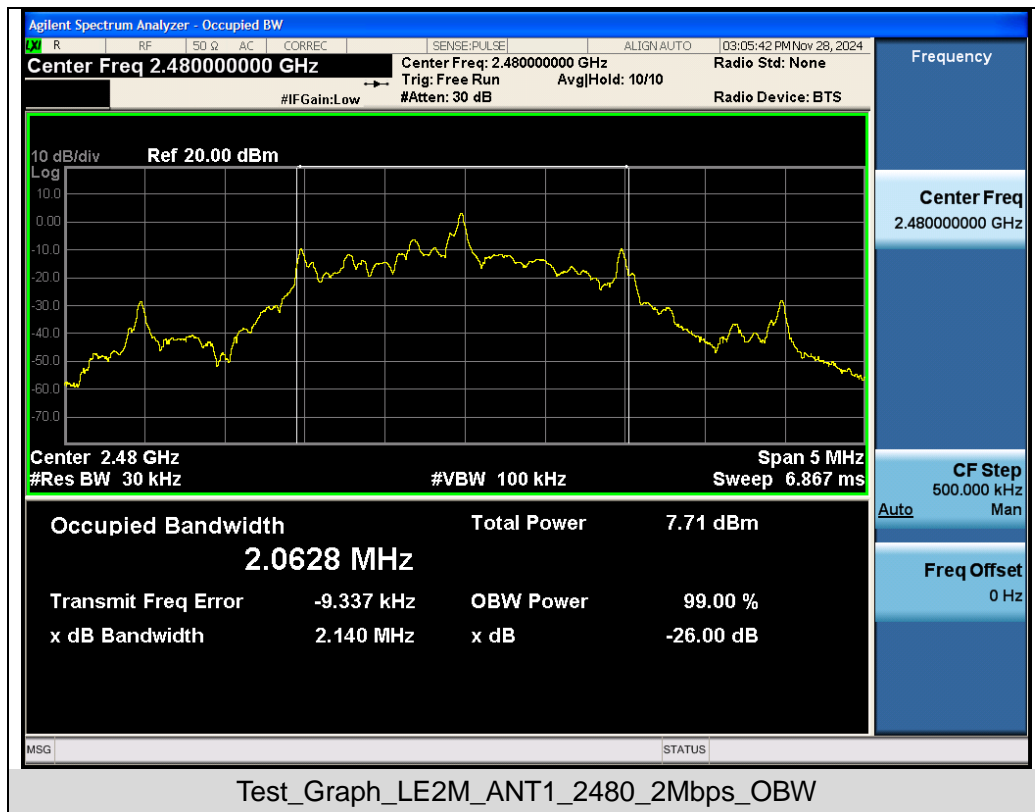 Agilent Spectrum Analyzer - Occupied BW
LXI R RF 50 Ω AC CORREC SENSE:PULSE ALIGN AUTO 03:05:42 PM Nov 28, 2024
Center Freq 2.480000000 GHz
Center Freq: 2.480000000 GHz
Radio Std: None
Trig: Free Run Avg|Hold: 10/10
#IFGain:Low #Atten: 30 dB Radio Device: BTS
Frequency
10 dB/div Ref 20.00 dBm
Log
10.0
0.00
-10.0
-20.0
-30.0
-40.0
-50.0
-60.0
-70.0
Center 2.48 GHz Span 5 MHz
#Res BW 30 kHz #VBW 100 kHz Sweep 6.867 ms
Center Freq
2.480000000 GHz
CF Step
500.000 kHz
Auto Man
Freq Offset
0 Hz
Occupied Bandwidth Total Power 7.71 dBm
2.0628 MHz
Transmit Freq Error -9.337 kHz OBW Power 99.00 %
x dB Bandwidth 2.140 MHz x dB -26.00 dB
MSG STATUS
Test_Graph_LE2M_ANT1_2480_2Mbps_OBW